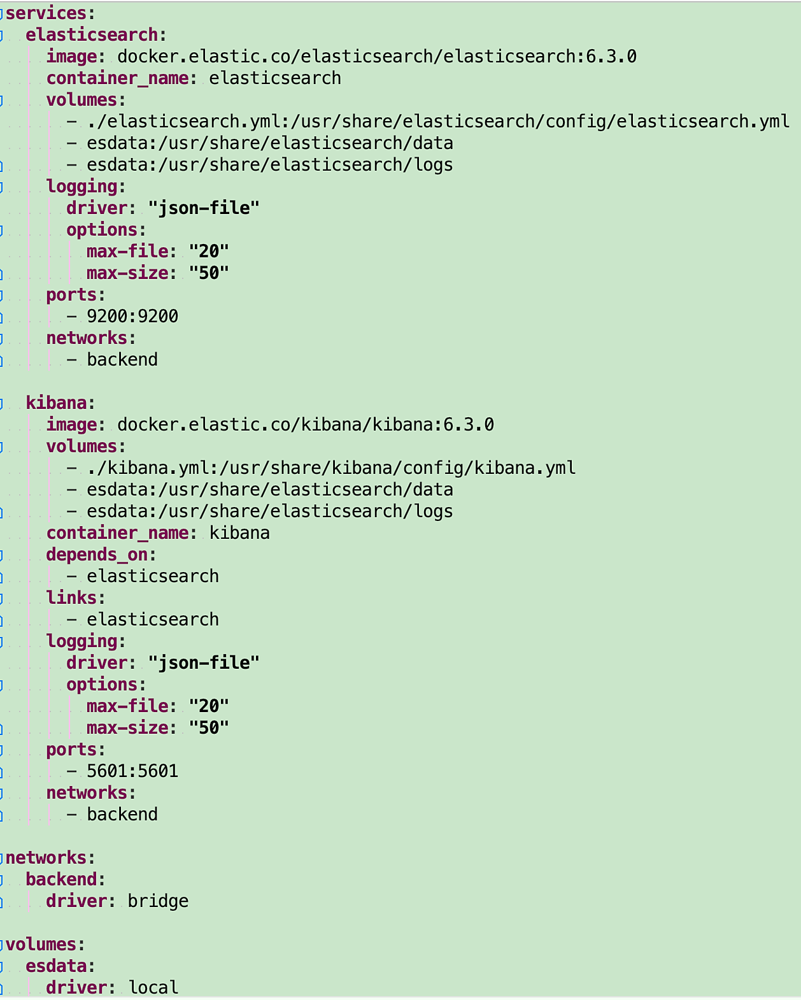 services:
  elasticsearch:
    image: docker.elastic.co/elasticsearch/elasticsearch:6.3.0
    container_name: elasticsearch
    volumes:
      - ./elasticsearch.yml:/usr/share/elasticsearch/config/elasticsearch.yml
      - esdata:/usr/share/elasticsearch/data
      - esdata:/usr/share/elasticsearch/logs
    logging:
      driver: "json-file"
      options:
        max-file: "20"
        max-size: "50"
    ports:
      - 9200:9200
    networks:
      - backend

  kibana:
    image: docker.elastic.co/kibana/kibana:6.3.0
    volumes:
      - ./kibana.yml:/usr/share/kibana/config/kibana.yml
      - esdata:/usr/share/elasticsearch/data
      - esdata:/usr/share/elasticsearch/logs
    container_name: kibana
    depends_on:
      - elasticsearch
    links:
      - elasticsearch
    logging:
      driver: "json-file"
      options:
        max-file: "20"
        max-size: "50"
    ports:
      - 5601:5601
    networks:
      - backend

networks:
  backend:
    driver: bridge

volumes:
  esdata:
    driver: local